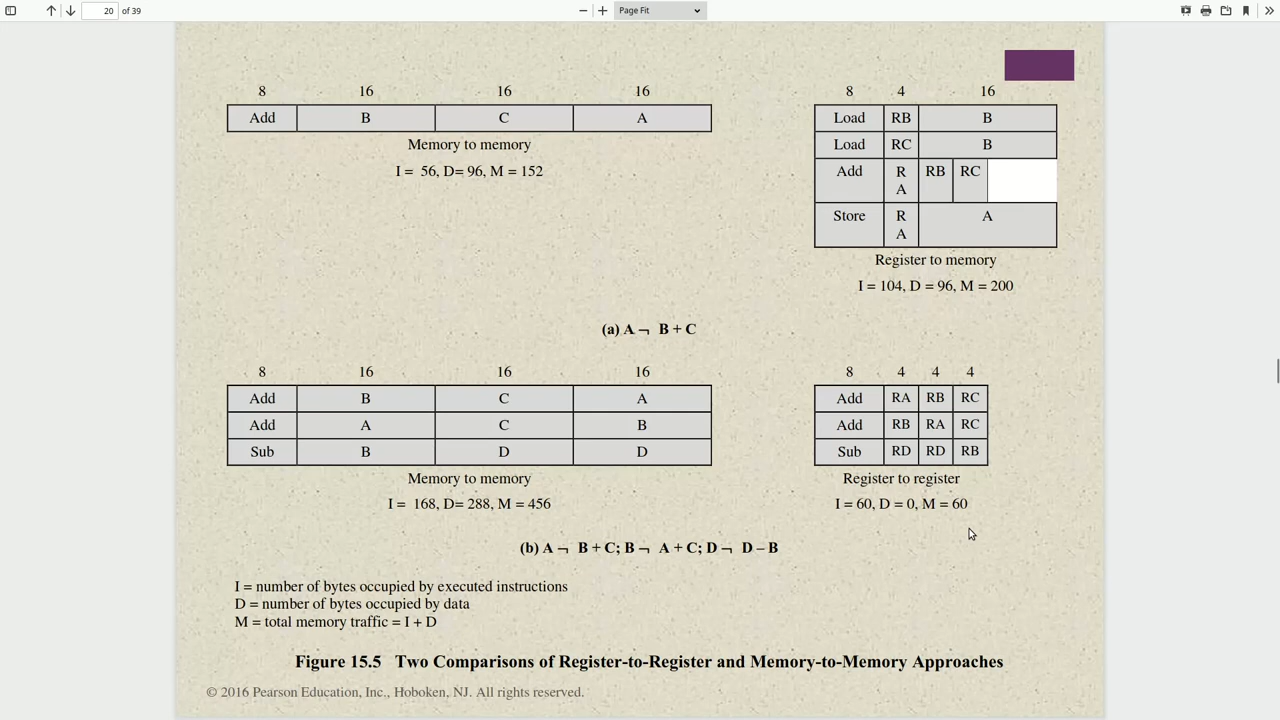 20 of 39 Page Fit
8 16 16 16
Add B C A
Memory to memory
I = 56, D= 96, M = 152
8 4 16
Load RB B
Load RC B
Add R A RB RC
Store R A A
Register to memory
I = 104, D = 96, M = 200
(a) A ¬ B + C
8 16 16 16
Add B C A
Add A C B
Sub B D D
Memory to memory
I = 168, D= 288, M = 456
8 4 4 4
Add RA RB RC
Add RB RA RC
Sub RD RD RB
Register to register
I = 60, D = 0, M = 60
(b) A ¬ B + C; B ¬ A + C; D ¬ D – B
I = number of bytes occupied by executed instructions
D = number of bytes occupied by data
M = total memory traffic = I + D
Figure 15.5 Two Comparisons of Register-to-Register and Memory-to-Memory Approaches
© 2016 Pearson Education, Inc., Hoboken, NJ. All rights reserved.